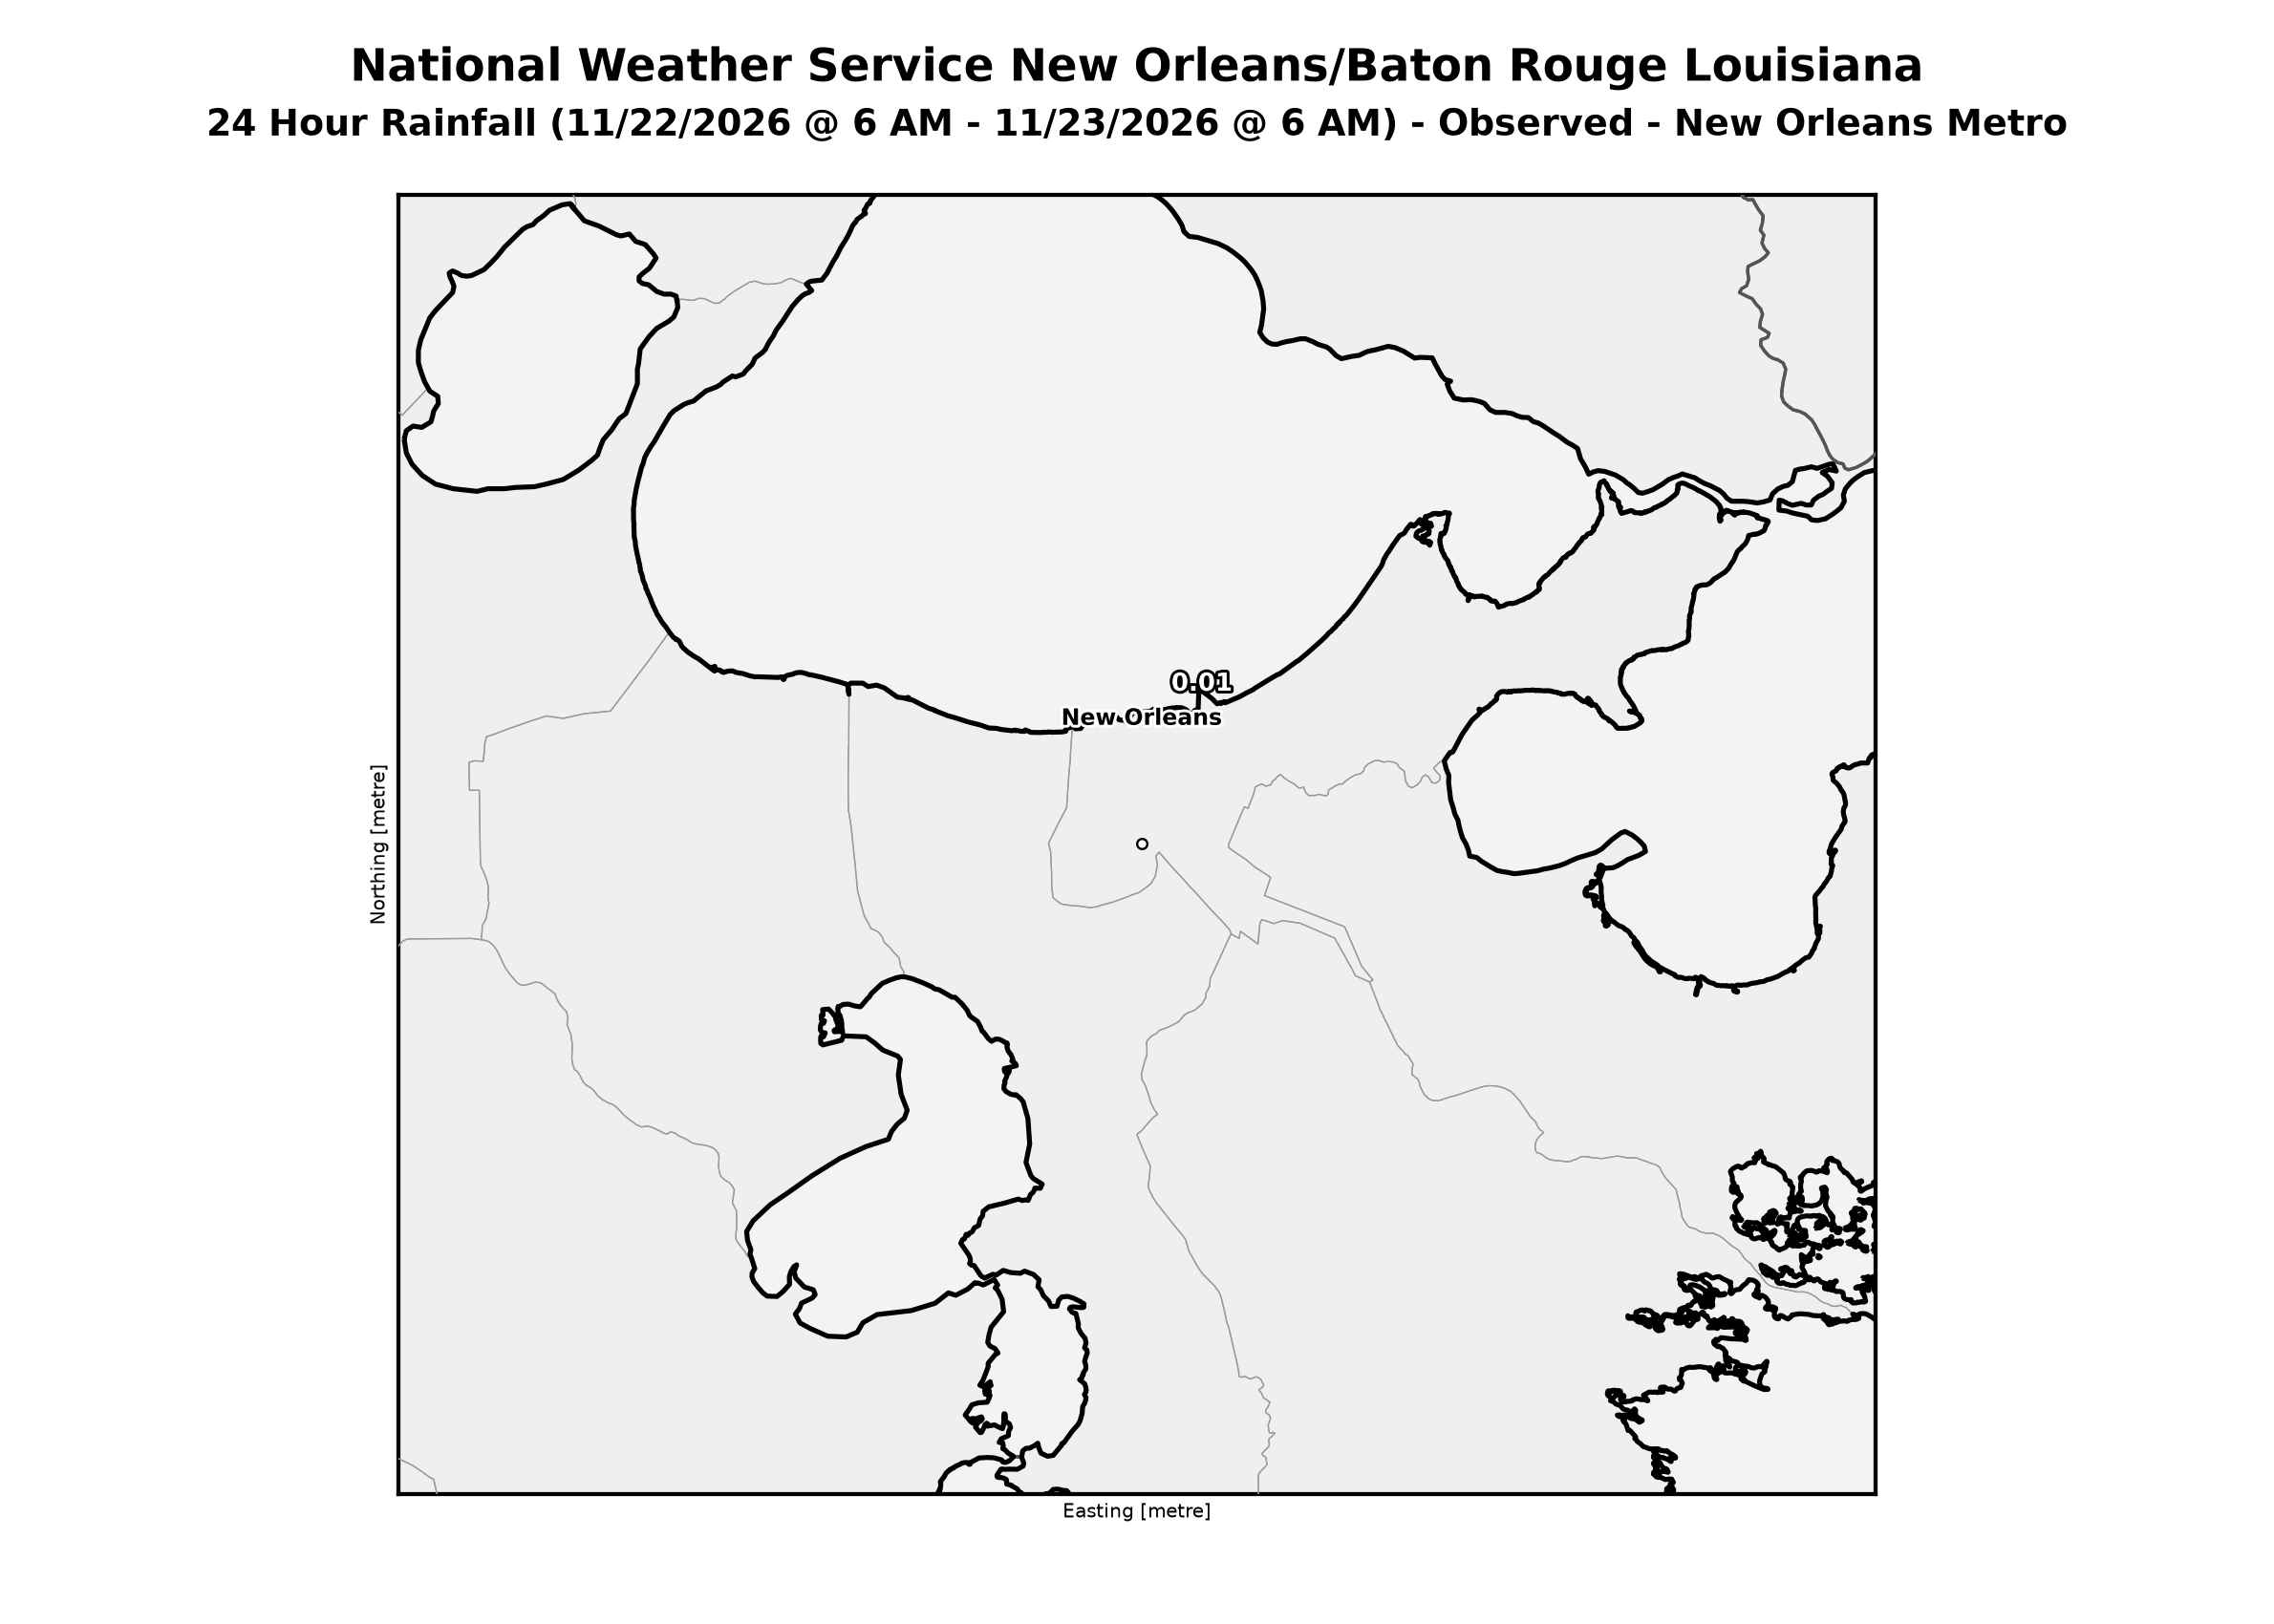 National Weather Service New Orleans/Baton Rouge Louisiana
24 Hour Rainfall (11/22/2026 @ 6 AM - 11/23/2026 @ 6 AM) - Observed - New Orleans Metro
0.01
New Orleans
Northing [metre]
Easting [metre]